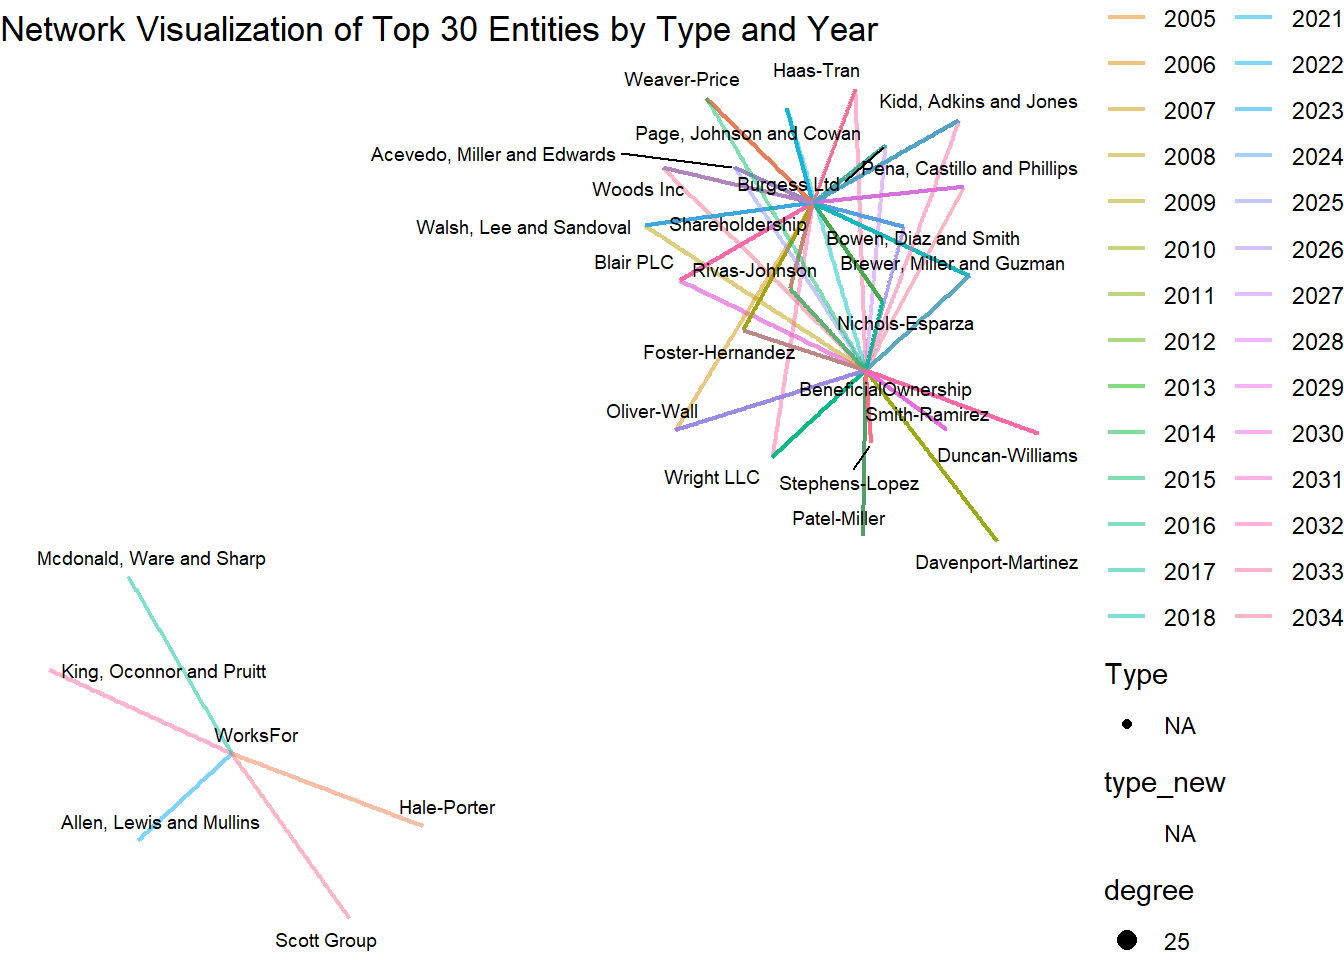 Network Visualization of Top 30 Entities by Type and Year
Haas-Tran
Weaver-Price
Kidd, Adkins and Jones
Page, Johnson and Cowan
Acevedo, Miller and Edwards
Pena, Castillo and Phillips
Burgess Ltd
Woods Inc
Shareholdership
Walsh, Lee and Sandoval
Bowen, Diaz and Smith
Blair PLC
Brewer, Miller and Guzman
Rivas-Johnson
Nichols-Esparza
Foster-Hernandez
BeneficialOwnership
Oliver-Wall
Smith-Ramirez
Duncan-Williams
Wright LLC
Stephens-Lopez
Patel-Miller
Davenport-Martinez
Mcdonald, Ware and Sharp
King, Oconnor and Pruitt
WorksFor
Hale-Porter
Allen, Lewis and Mullins
Scott Group
2005 2021
2006 2022
2007 2023
2008 2024
2009 2025
2010 2026
2011 2027
2012 2028
2013 2029
2014 2030
2015 2031
2016 2032
2017 2033
2018 2034
Type
NA
type_new
NA
degree
25